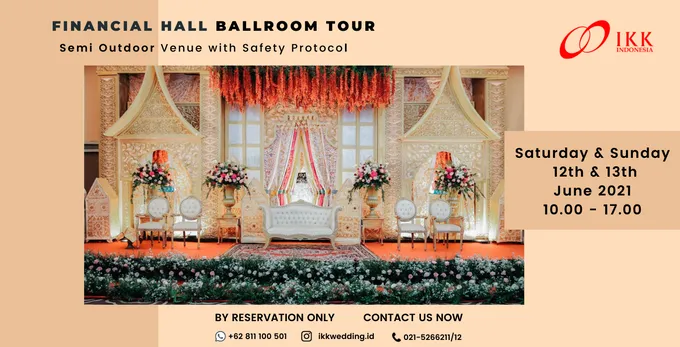 FINANCIAL HALL BALLROOM TOUR
Semi Outdoor Venue with Safety Protocol
IKK
INDONESIA
Saturday & Sunday
12th & 13th
June 2021
10.00 - 17.00
BY RESERVATION ONLY CONTACT US NOW
+62 811 100 501 ikkwedding.id 021-5266211/12